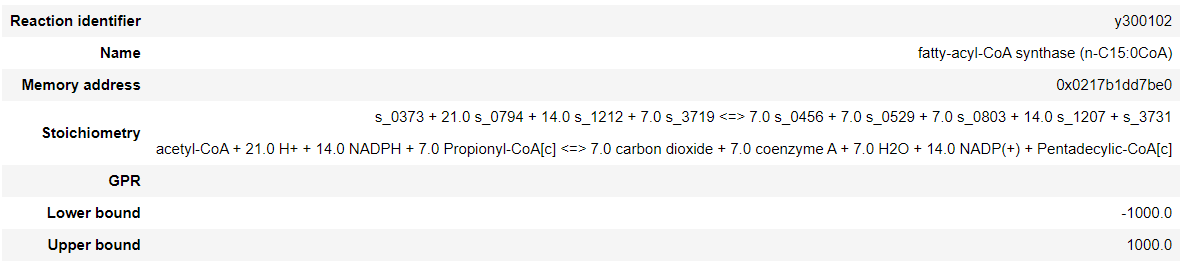 Reaction identifier y300102
Name fatty-acyl-CoA synthase (n-C15:0CoA)
Memory address 0x0217b1dd7be0
Stoichiometry
s_0373 + 21.0 s_0794 + 14.0 s_1212 + 7.0 s_3719 <=> 7.0 s_0456 + 7.0 s_0529 + 7.0 s_0803 + 14.0 s_1207 + s_3731
acetyl-CoA + 21.0 H+ + 14.0 NADPH + 7.0 Propionyl-CoA[c] <=> 7.0 carbon dioxide + 7.0 coenzyme A + 7.0 H2O + 14.0 NADP(+) + Pentadecylic-CoA[c]
GPR
Lower bound -1000.0
Upper bound 1000.0